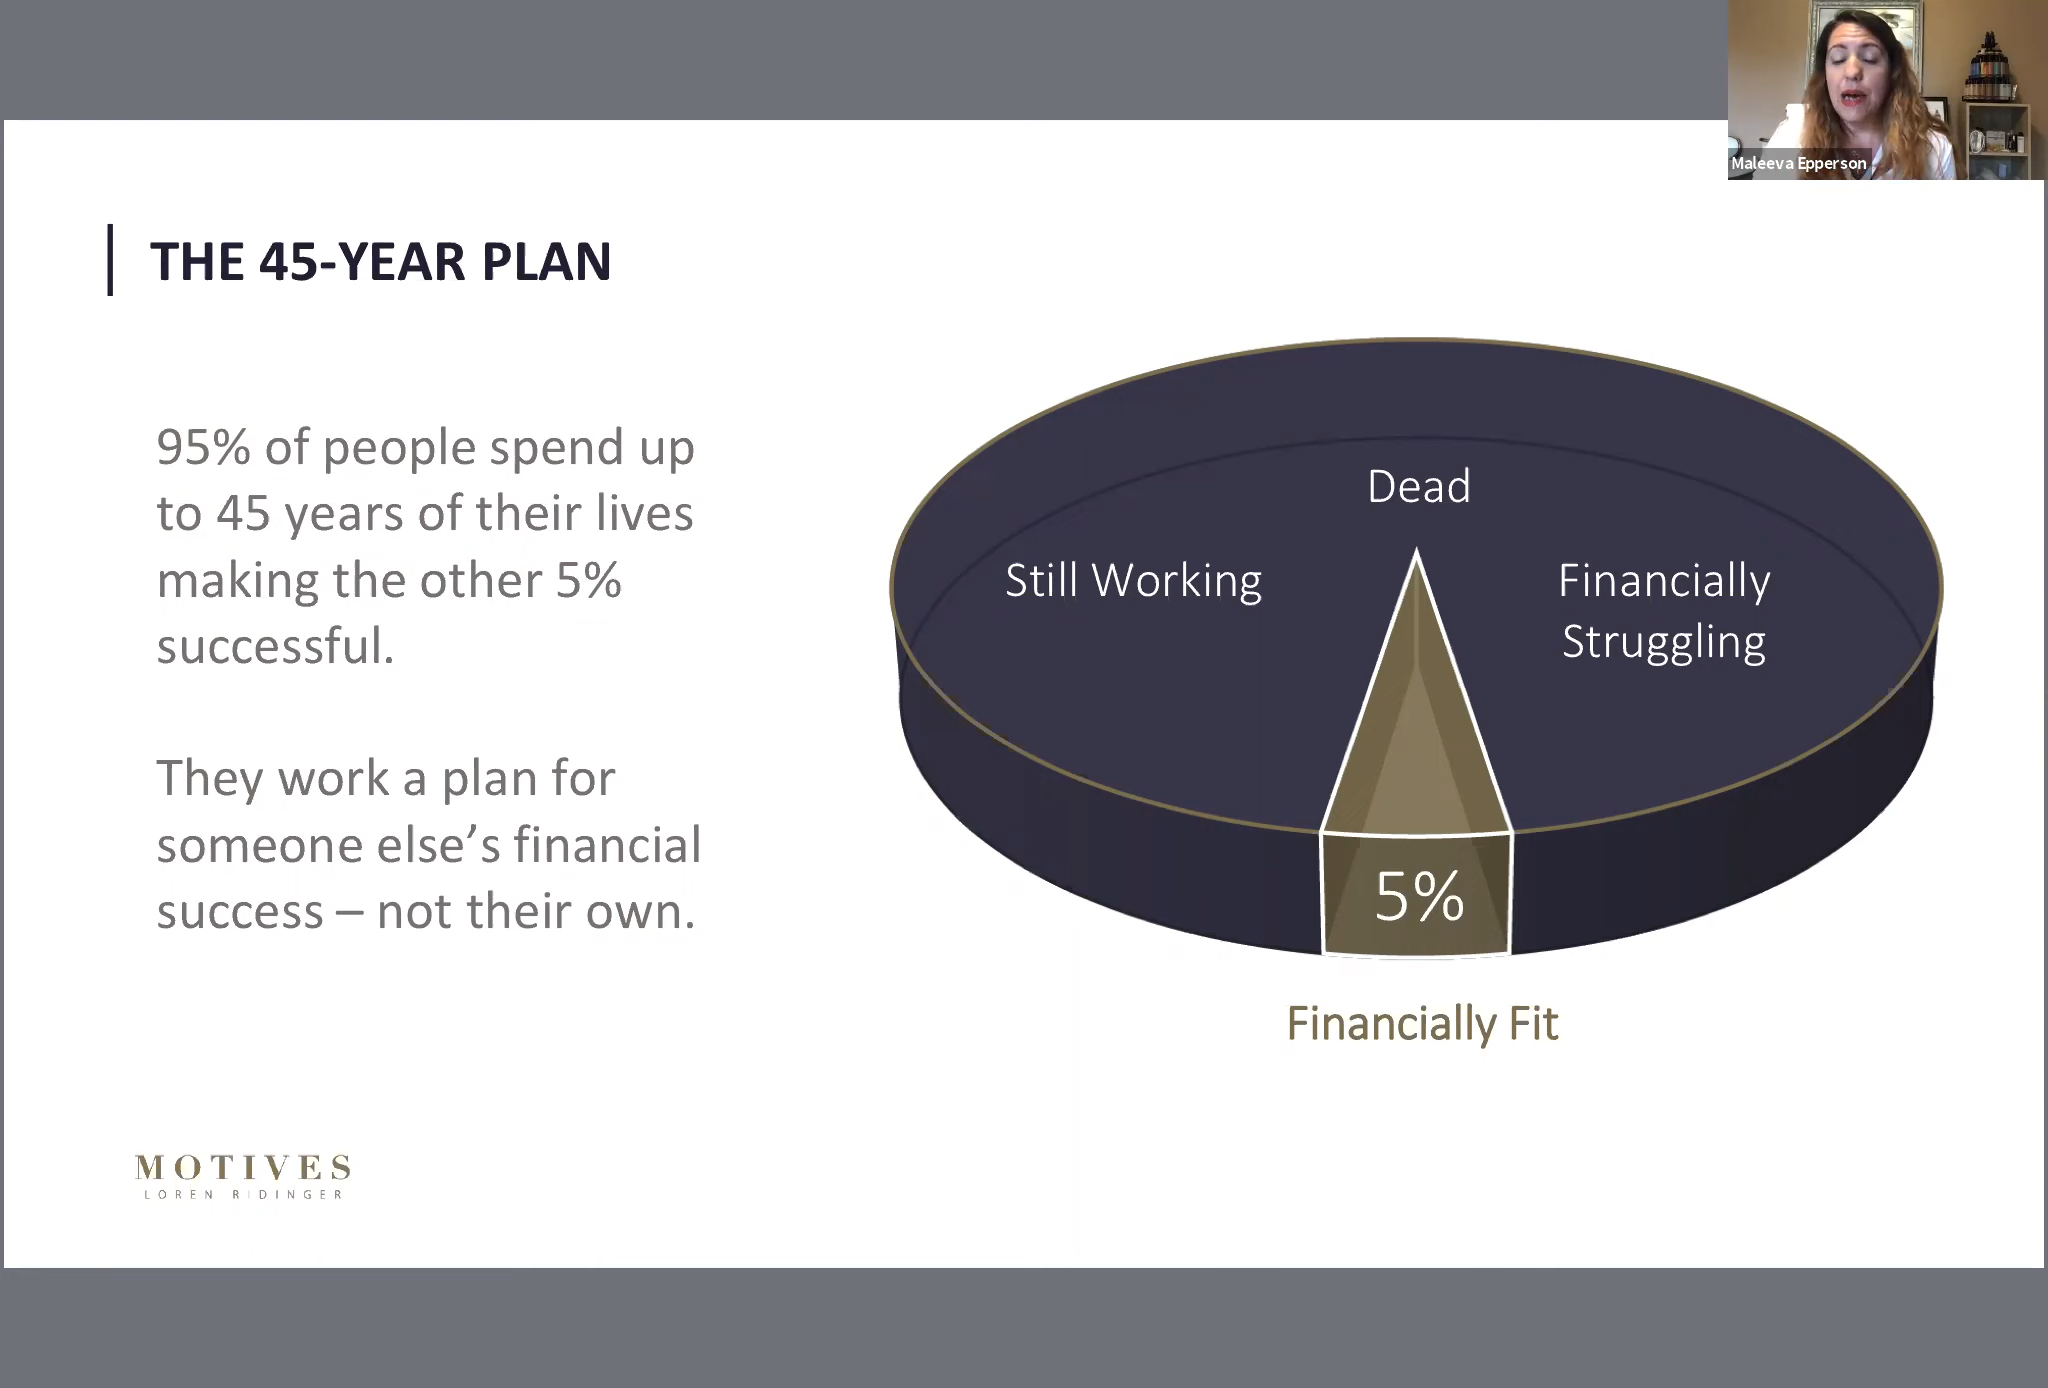 Maleeva Epperson
THE 45-YEAR PLAN
95% of people spend up
to 45 years of their lives
making the other 5%
successful.
They work a plan for
someone else’s financial
success – not their own.
Dead
Still Working
Financially
Struggling
5%
Financially Fit
MOTIVES
LOREN RIDINGER